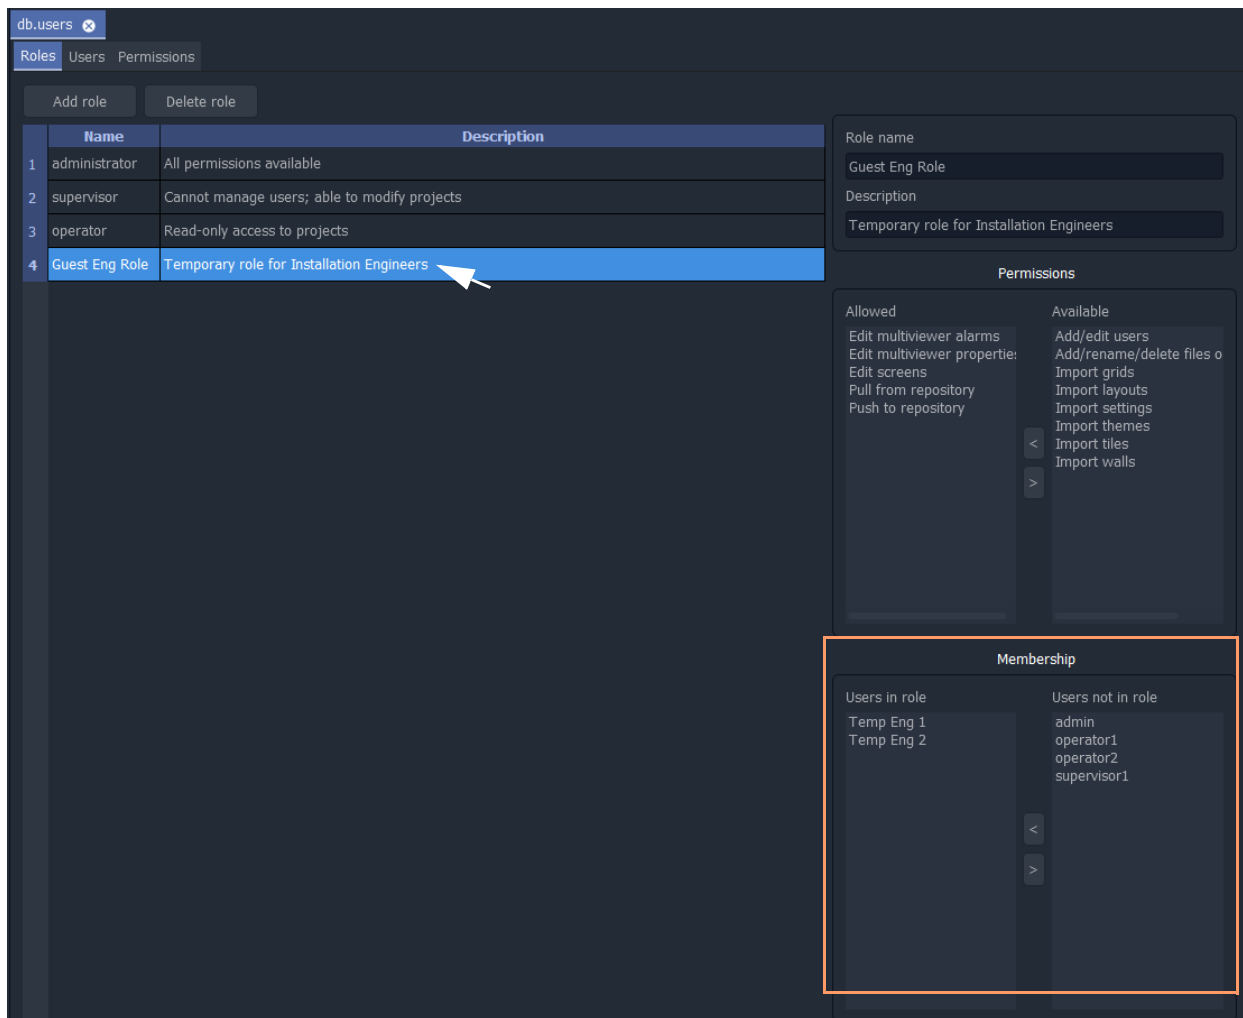 db.users
Roles Users Permissions
Add role Delete role
Name Description
1 administrator All permissions available
2 supervisor Cannot manage users; able to modify projects
3 operator Read-only access to projects
4 Guest Eng Role Temporary role for Installation Engineers
Role name
Guest Eng Role
Description
Temporary role for Installation Engineers
Permissions
Allowed
Edit multiviewer alarms
Edit multiviewer properties
Edit screens
Pull from repository
Push to repository
<
>
Available
Add/edit users
Add/rename/delete files o
Import grids
Import layouts
Import settings
Import themes
Import tiles
Import walls
Membership
Users in role
Temp Eng 1
Temp Eng 2
<
>
Users not in role
admin
operator1
operator2
supervisor1